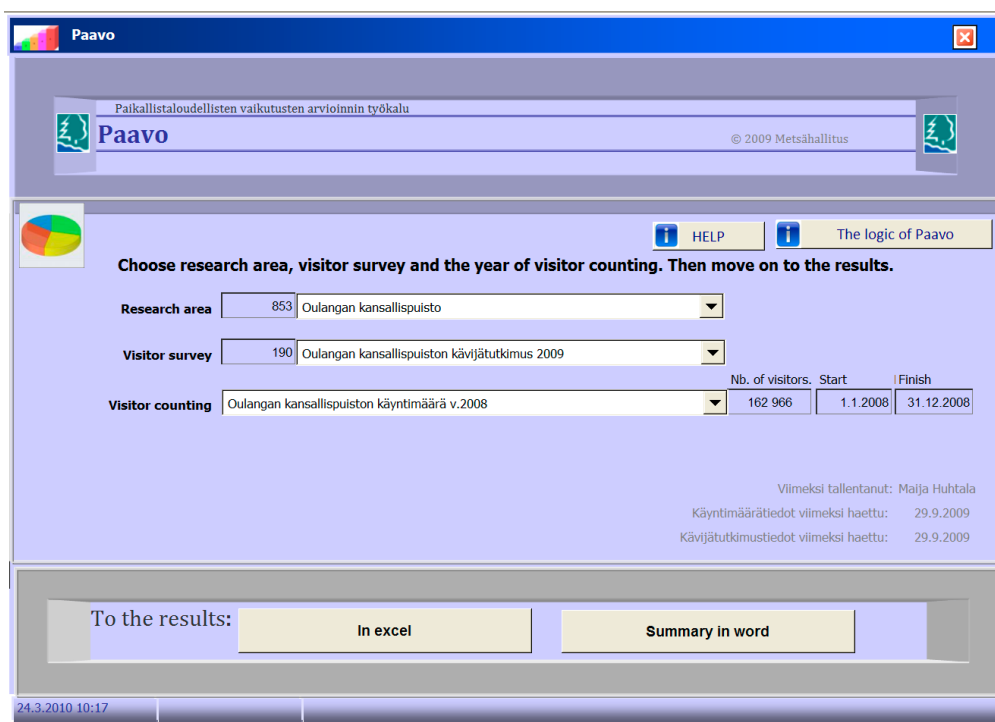 Paavo
Paikallistaloudellisten vaikutusten arvioinnin työkalu
Paavo
© 2009 Metsähallitus
HELP
The logic of Paavo
Choose research area, visitor survey and the year of visitor counting. Then move on to the results.
Research area 853 Oulangan kansallispuisto
Visitor survey 190 Oulangan kansallispuiston kävijätutkimus 2009
Nb. of visitors. Start Finish
Visitor counting Oulangan kansallispuiston käyntimäärä v.2008 162 966 1.1.2008 31.12.2008
Viimeksi tallentanut: Maija Huhtala
Käyntimäärätiedot viimeksi haettu: 29.9.2009
Kävijätutkimustiedot viimeksi haettu: 29.9.2009
To the results: In excel Summary in word
24.3.2010 10:17